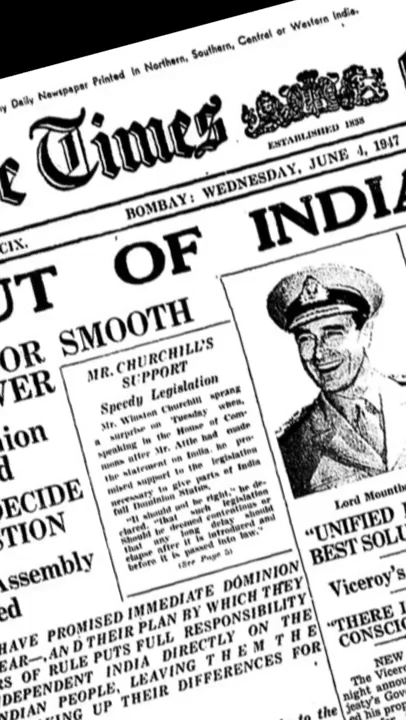 y Daily Newspaper Printed in Northern, Southern, Central or Western India.
e Times
ESTABLISHED 1838
BOMBAY: WEDNESDAY, JUNE 4, 1947
CIX.
UT OF INDIA
OR SMOOTH
VER
nion
d
DECIDE
STION
Assembly
ed
MR. CHURCHILL'S
SUPPORT
Speedy Legislation
Mr. Winston Churchill sprang
a surprise on Tuesday when,
speaking in the House of Com-
mons after Mr. Attlee had made
the statement on India, he pro-
mised support to the legislation
necessary to give parts of India
full Dominion Status.
"It should not be right," he de-
clared, "that such legislation
should be deemed contentious or
that any long delay should
elapse after it is introduced and
before it is passed into law."
(See Page 5)
Lord Mountb
"UNIFIED I
BEST SOLU
Viceroy's
"THERE I
CONSCIO
NEW
The Vicero
night annou
jesty's Gove
ed his prop
HAVE PROMISED IMMEDIATE DOMINION
EAR—, AND THEIR PLAN BY WHICH THEY
RS OF RULE PUTS FULL RESPONSIBILITY
DEPENDENT INDIA DIRECTLY ON THE
NDIAN PEOPLE, LEAVING THEM THE
KING UP THEIR DIFFERENCES FOR
to the